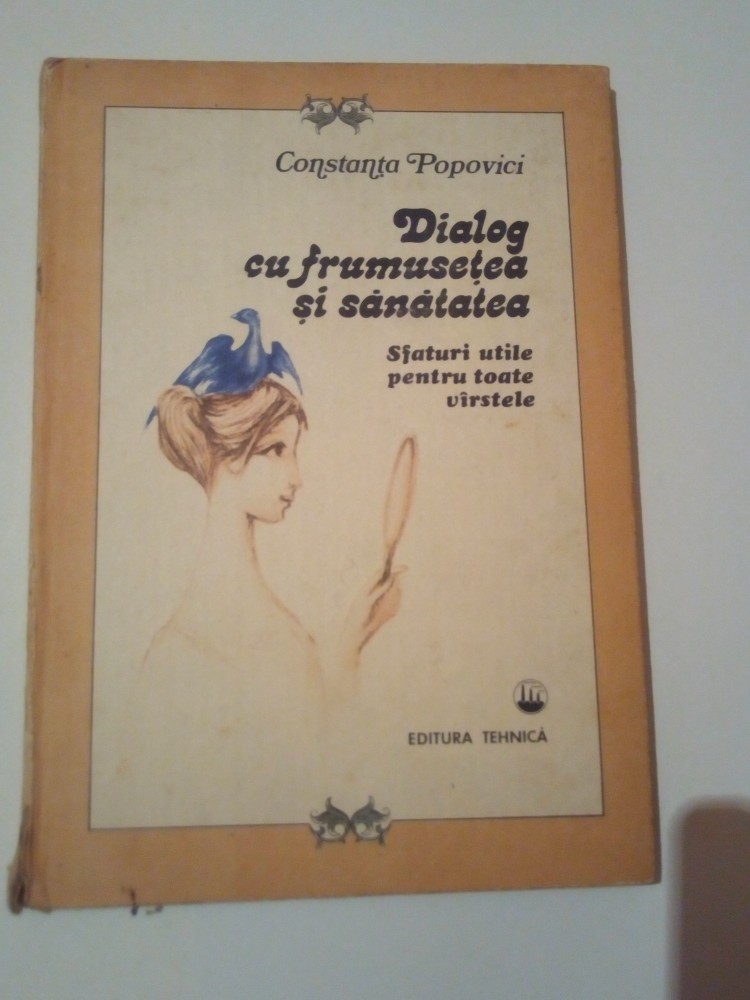 Constanța Popovici
Dialog
cu frumusețea
și sănătatea
Sfaturi utile
pentru toate
vîrstele
EDITURA TEHNICĂ